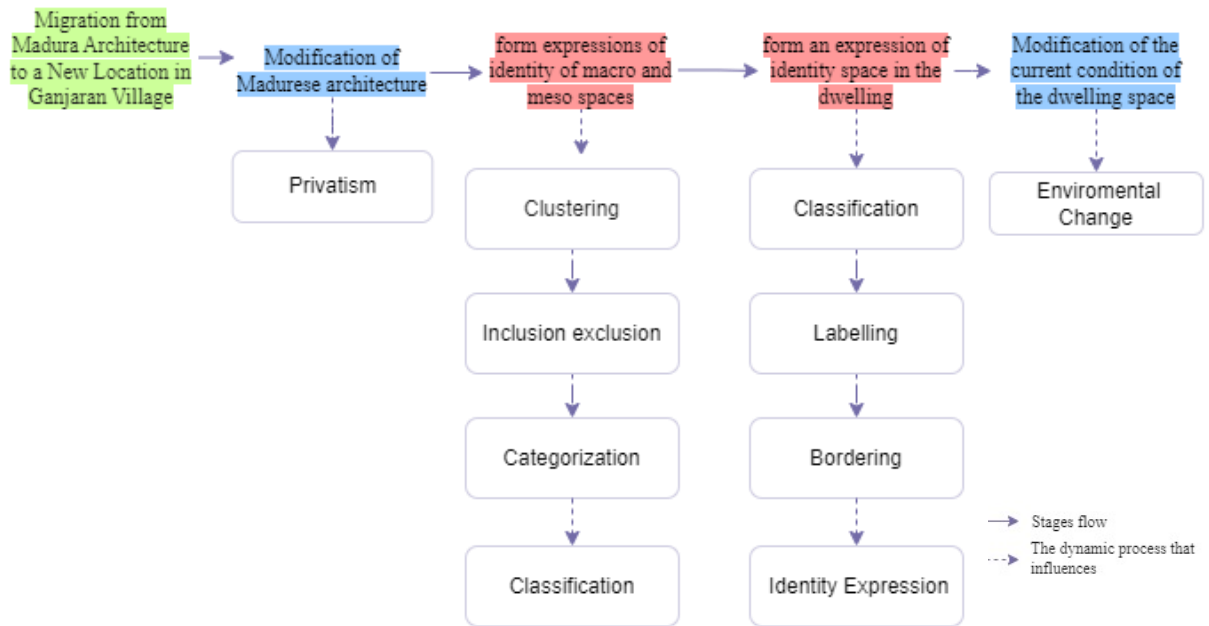 Migration from
Madura Architecture
to a New Location in
Ganjaran Village
Modification of
Madurese architecture
form expressions of
identity of macro and
meso spaces
form an expression of
identity space in the
dwelling
Modification of the
current condition of
the dwelling space
Privatism
Clustering
Inclusion exclusion
Categorization
Classification
Classification
Labelling
Bordering
Identity Expression
Enviromental
Change
Stages flow
The dynamic process that
influences